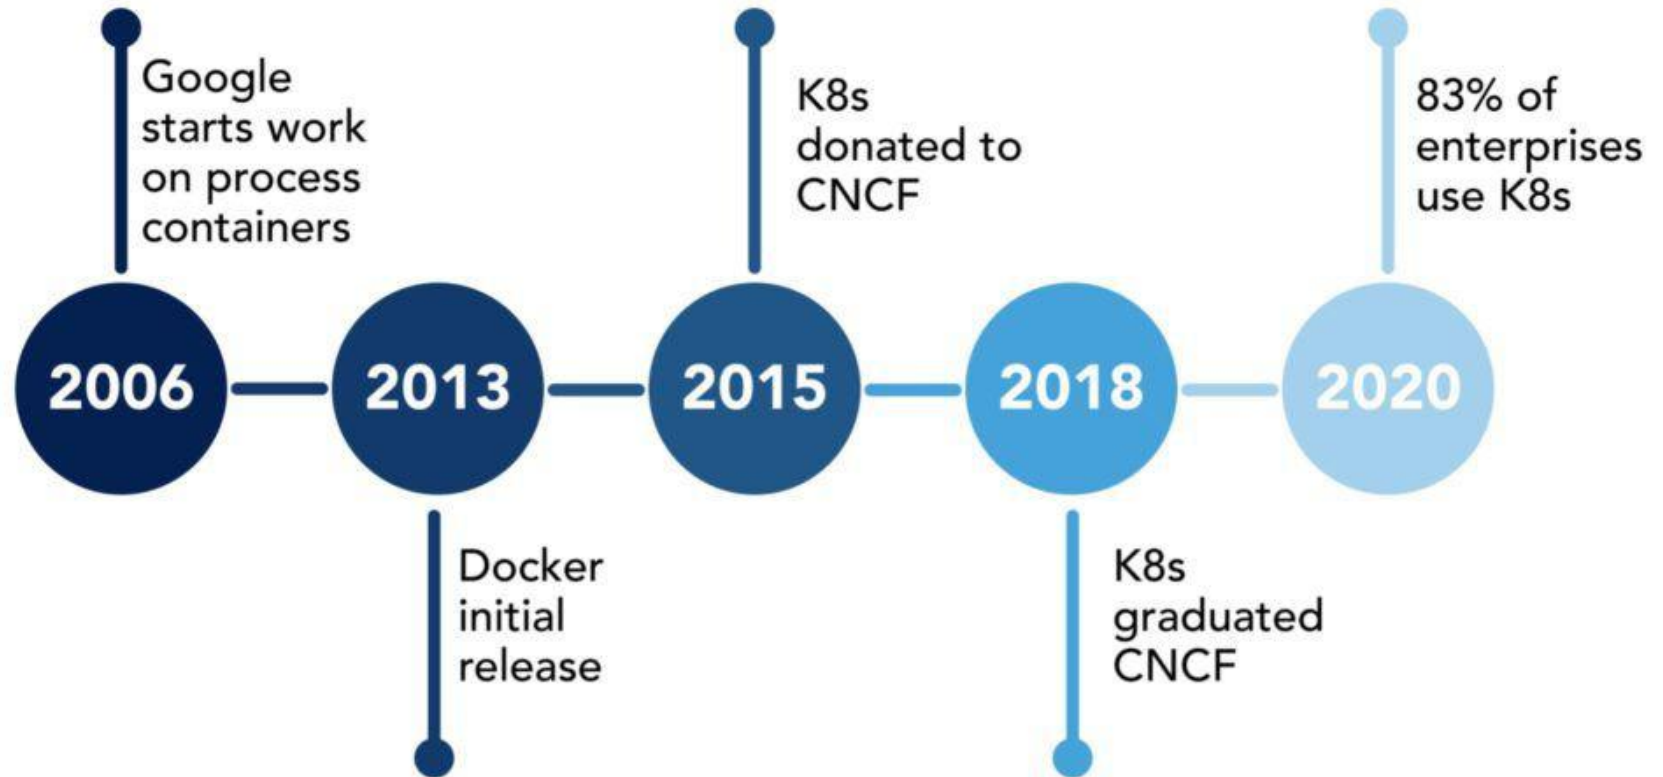 Google
starts work
on process
containers
K8s
donated to
CNCF
83% of
enterprises
use K8s
2006
2013
2015
2018
2020
Docker
initial
release
K8s
graduated
CNCF